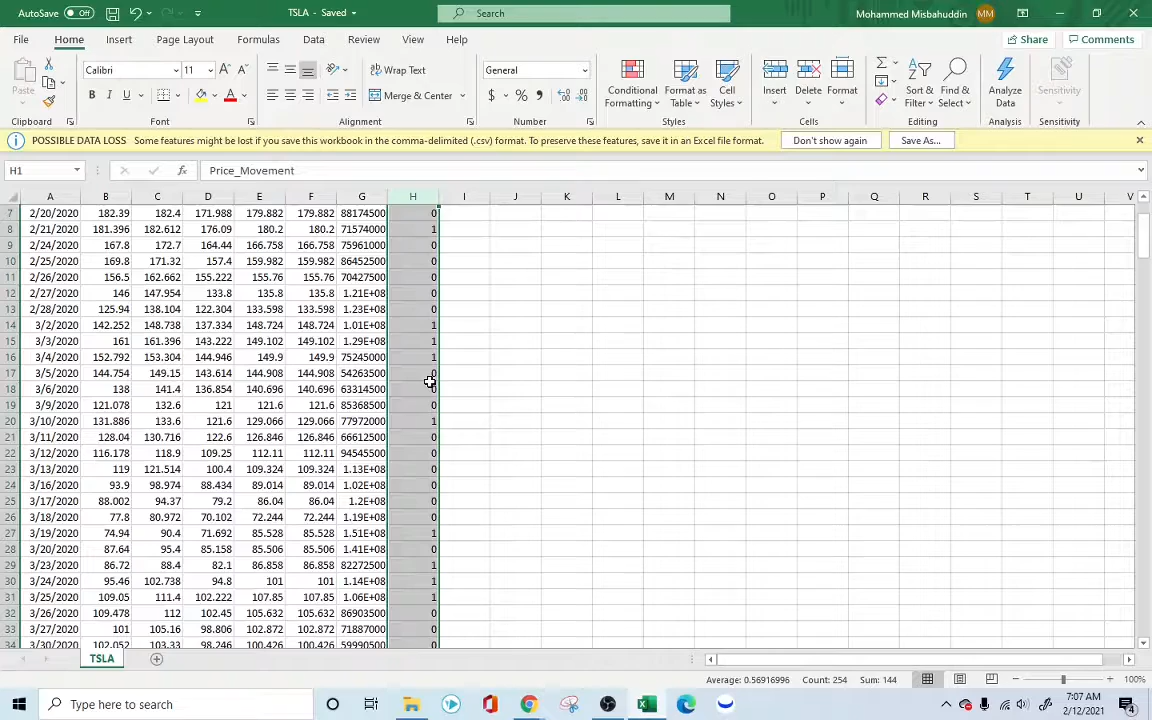 AutoSave Off TSLA - Saved Search Mohammed Misbahuddin MM
File Home Insert Page Layout Formulas Data Review View Help Share Comments
Paste Calibri 11 Wrap Text General Conditional Formatting Format as Table Cell Styles Insert Delete Format Sort & Filter Find & Select Analyze Data Sensitivity
B I U Merge & Center $ % 9
Clipboard Font Alignment Number Styles Cells Editing Analysis Sensitivity
POSSIBLE DATA LOSS Some features might be lost if you save this workbook in the comma-delimited (.csv) format. To preserve these features, save it in an Excel file format. Don't show again Save As...
H1 fx Price_Movement
A B C D E F G H I J K L M N O P Q R S T U V
7 2/20/2020 182.39 182.4 171.988 179.882 179.882 88174500 0
8 2/21/2020 181.396 182.612 176.09 180.2 180.2 71574000 1
9 2/24/2020 167.8 172.7 164.44 166.758 166.758 75961000 0
10 2/25/2020 169.8 171.32 157.4 159.982 159.982 86452500 0
11 2/26/2020 156.5 162.662 155.222 155.76 155.76 70427500 0
12 2/27/2020 146 147.954 133.8 135.8 135.8 1.21E+08 0
13 2/28/2020 125.94 138.104 122.304 133.598 133.598 1.23E+08 0
14 3/2/2020 142.252 148.738 137.334 148.724 148.724 1.01E+08 1
15 3/3/2020 161 161.396 143.222 149.102 149.102 1.29E+08 1
16 3/4/2020 152.792 153.304 144.946 149.9 149.9 75245000 1
17 3/5/2020 144.754 149.15 143.614 144.908 144.908 54263500 0
18 3/6/2020 138 141.4 136.854 140.696 140.696 63314500 0
19 3/9/2020 121.078 132.6 121 121.6 121.6 85368500 0
20 3/10/2020 131.886 133.6 121.6 129.066 129.066 77972000 1
21 3/11/2020 128.04 130.716 122.6 126.846 126.846 66612500 0
22 3/12/2020 116.178 118.9 109.25 112.11 112.11 94545500 0
23 3/13/2020 119 121.514 100.4 109.324 109.324 1.13E+08 0
24 3/16/2020 93.9 98.974 88.434 89.014 89.014 1.02E+08 0
25 3/17/2020 88.002 94.37 79.2 86.04 86.04 1.2E+08 0
26 3/18/2020 77.8 80.972 70.102 72.244 72.244 1.19E+08 0
27 3/19/2020 74.94 90.4 71.692 85.528 85.528 1.51E+08 1
28 3/20/2020 87.64 95.4 85.158 85.506 85.506 1.41E+08 0
29 3/23/2020 86.72 88.4 82.1 86.858 86.858 82272500 1
30 3/24/2020 95.46 102.738 94.8 101 101 1.14E+08 1
31 3/25/2020 109.05 111.4 102.222 107.85 107.85 1.06E+08 1
32 3/26/2020 109.478 112 102.45 105.632 105.632 86903500 0
33 3/27/2020 101 105.16 98.806 102.872 102.872 71887000 0
34 3/30/2020 102.052 103.33 98.246 100.426 100.426 59990500 0
TSLA
Average: 0.56916996 Count: 254 Sum: 144 100%
Type here to search 7:07 AM
2/12/2021 4